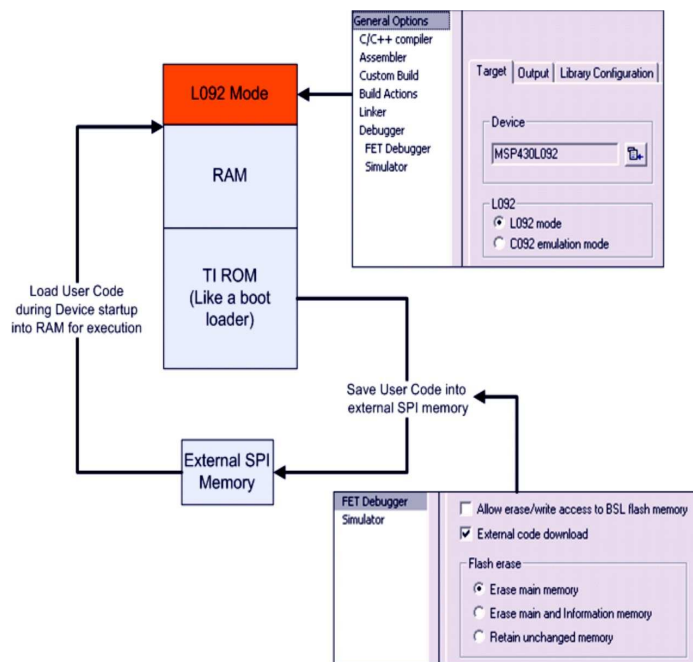 General Options
C/C++ compiler
Assembler
Custom Build
Build Actions
Linker
Debugger
FET Debugger
Simulator
Target Output Library Configuration
Device
MSP430L092
L092
L092 mode
C092 emulation mode
L092 Mode
RAM
TI ROM
(Like a boot
loader)
Load User Code
during Device startup
into RAM for execution
Save User Code into
external SPI memory
External SPI
Memory
FET Debugger
Simulator
Allow erase/write access to BSL flash memory
External code download
Flash erase
Erase main memory
Erase main and Information memory
Retain unchanged memory